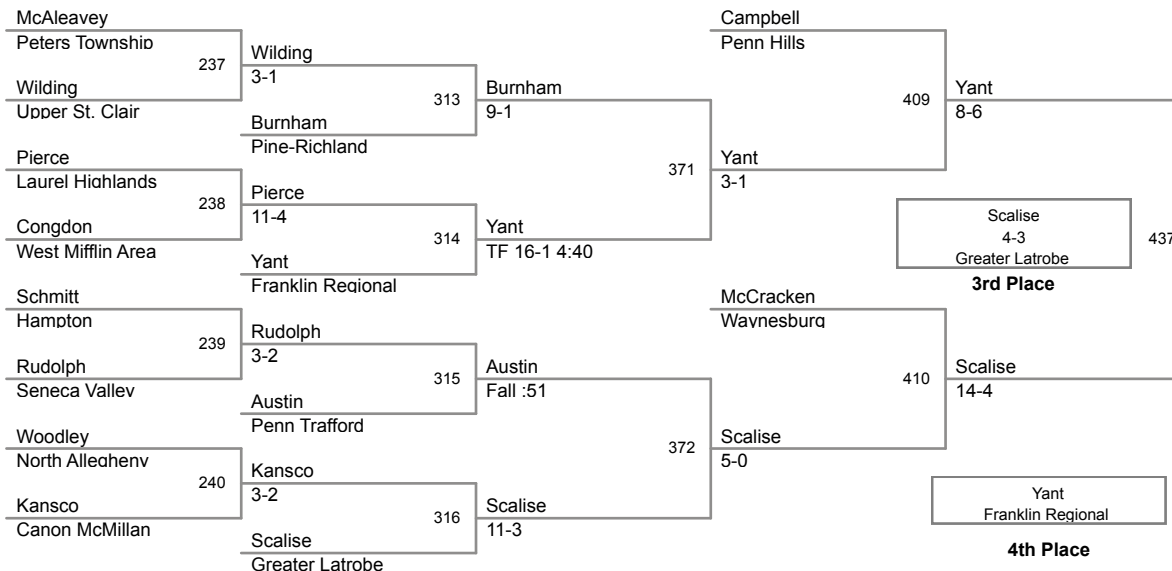 McAleavey
Peters Township
237
Wilding
Upper St. Clair
Pierce
Laurel Highlands
238
Congdon
West Mifflin Area
Schmitt
Hampton
239
Rudolph
Seneca Valley
Woodley
North Allegheny
240
Kansco
Canon McMillan
Wilding
3-1
313
Burnham
Pine-Richland
Pierce
11-4
314
Yant
Franklin Regional
Rudolph
3-2
315
Austin
Penn Trafford
Kansco
3-2
316
Scalise
Greater Latrobe
Burnham
9-1
371
Yant
TF 16-1 4:40
Austin
Fall :51
372
Scalise
11-3
Campbell
Penn Hills
409
Yant
3-1
McCracken
Waynesburg
410
Scalise
5-0
Yant
8-6
Scalise
4-3
Greater Latrobe
3rd Place
437
Scalise
14-4
Yant
Franklin Regional
4th Place